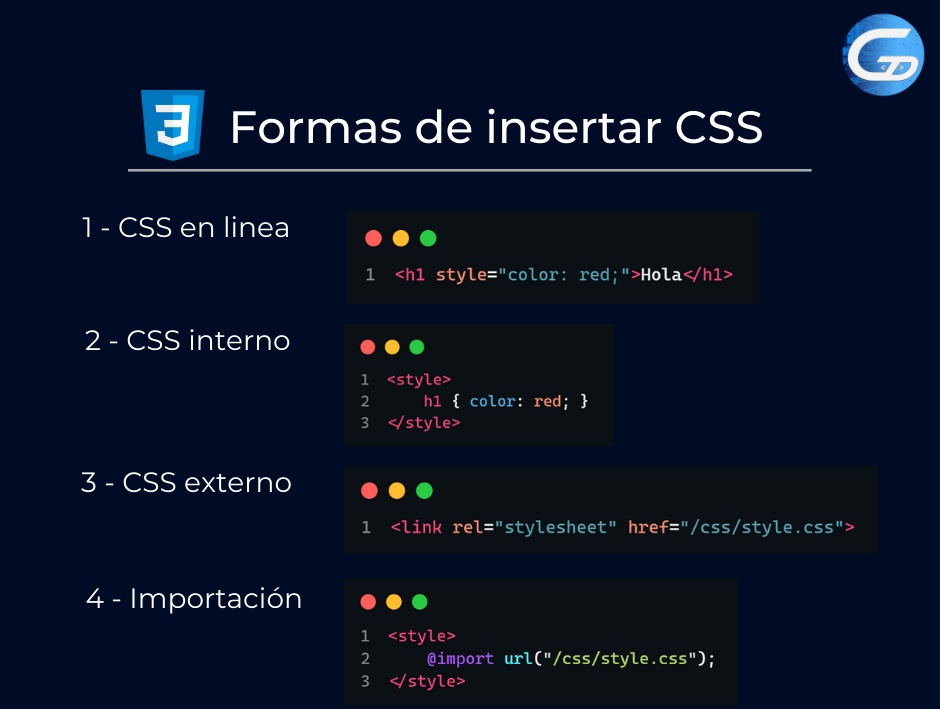 Formas de insertar CSS
1 - CSS en linea
1 <h1 style="color: red;">Hola</h1>
2 - CSS interno
1 <style>
2 h1 { color: red; }
3 </style>
3 - CSS externo
1 <link rel="stylesheet" href="/css/style.css">
4 - Importación
1 <style>
2 @import url("/css/style.css");
3 </style>